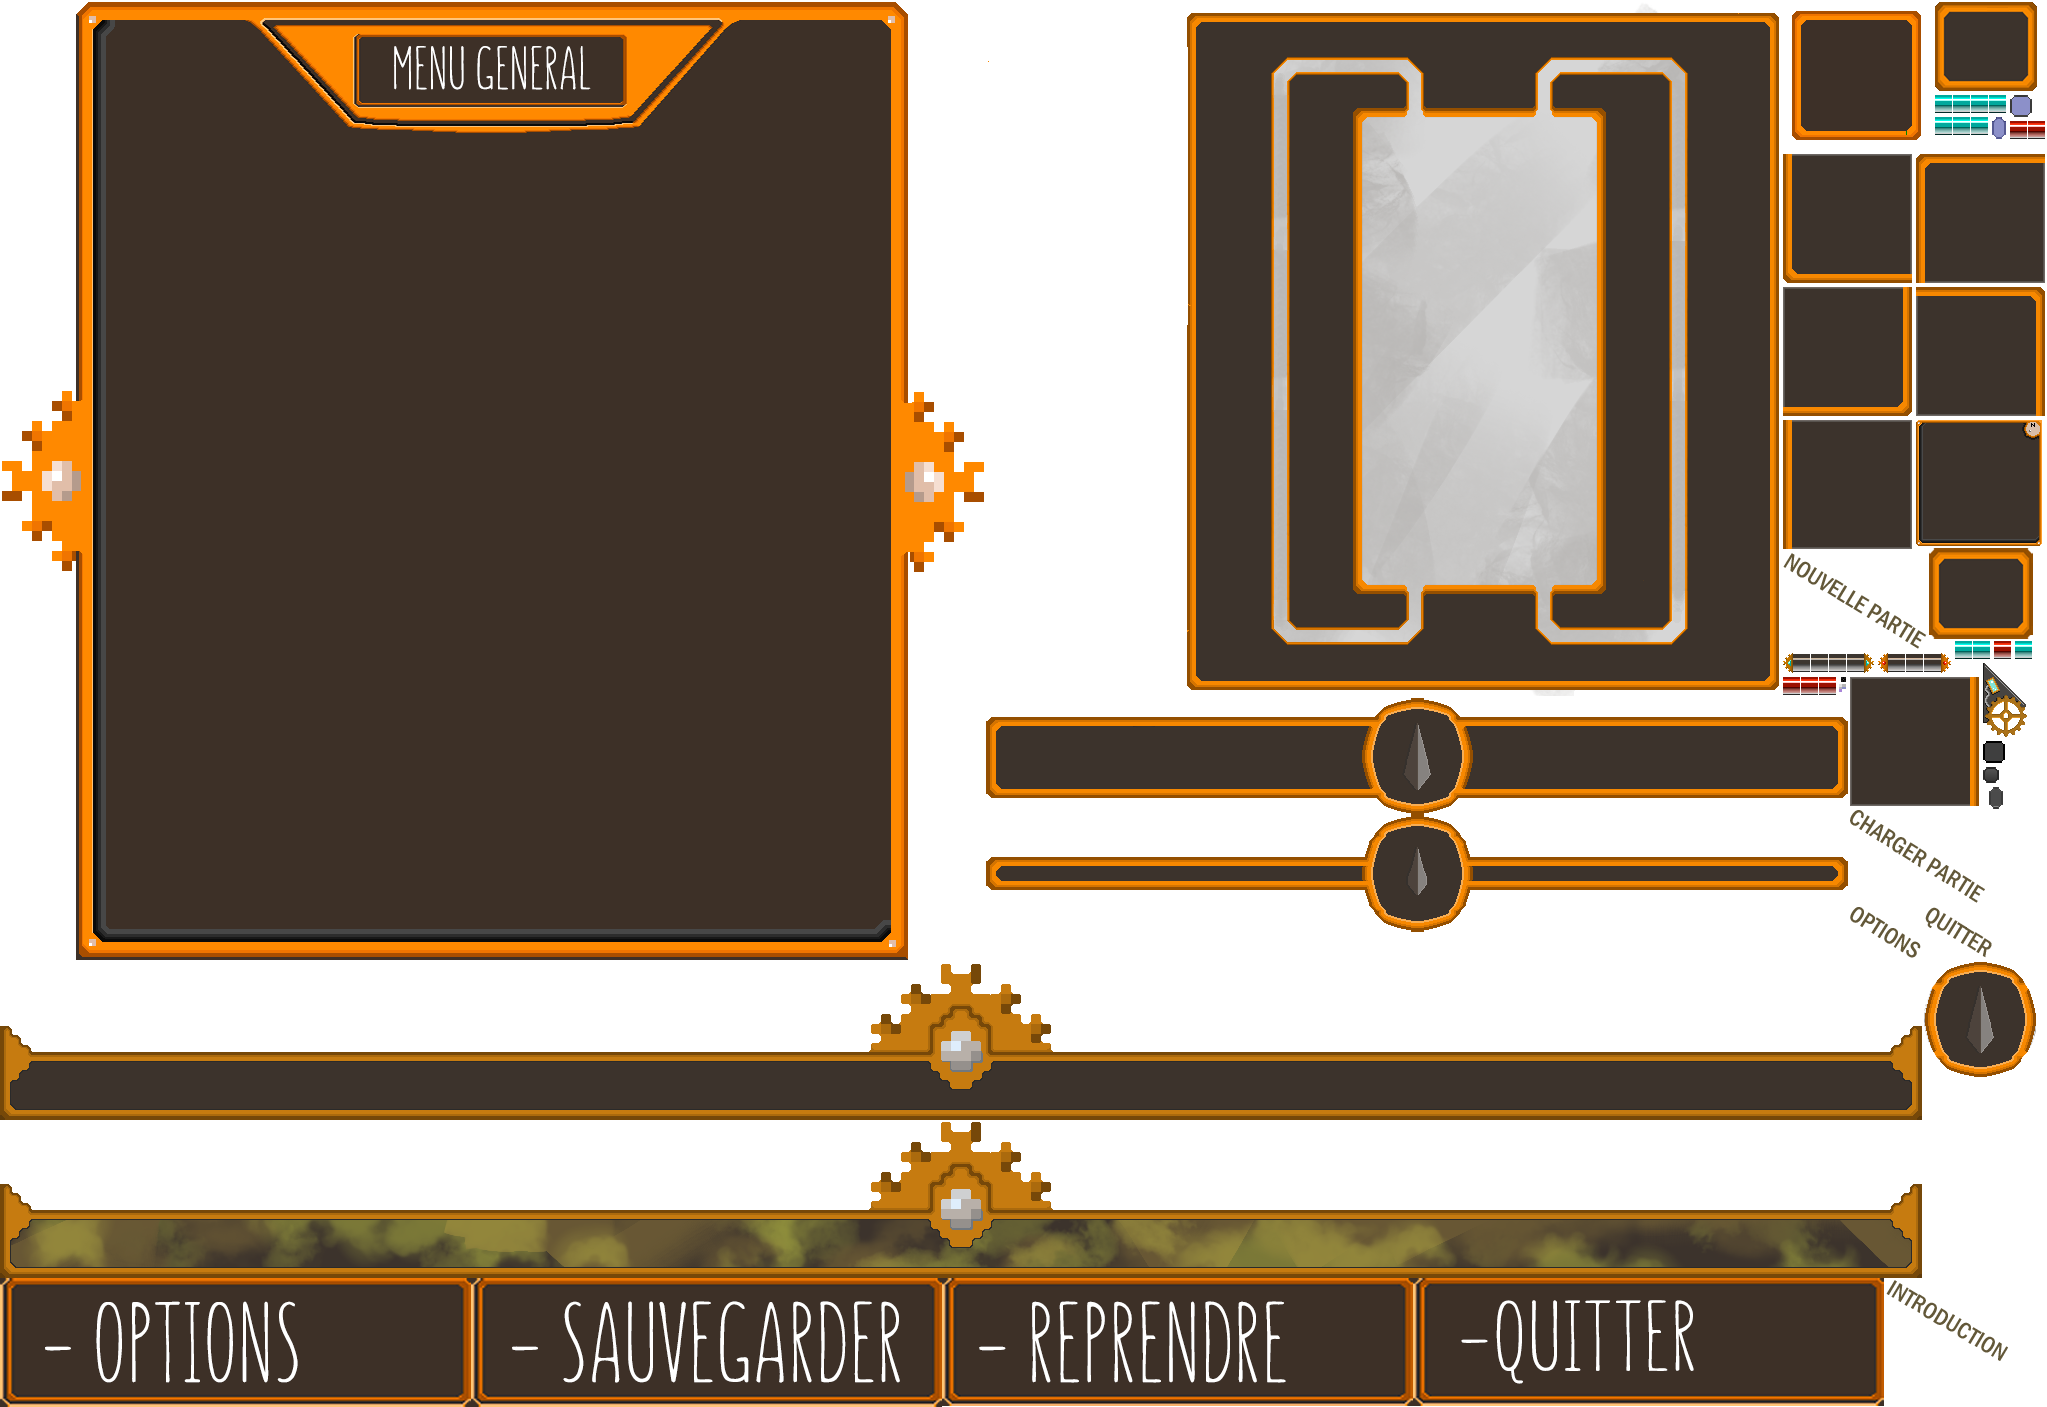 MENU GENERAL
N
NOUVELLE PARTIE
CHARGER PARTIE
OPTIONS
QUITTER
- OPTIONS
- SAUVEGARDER
- REPRENDRE
-QUITTER
INTRODUCTION